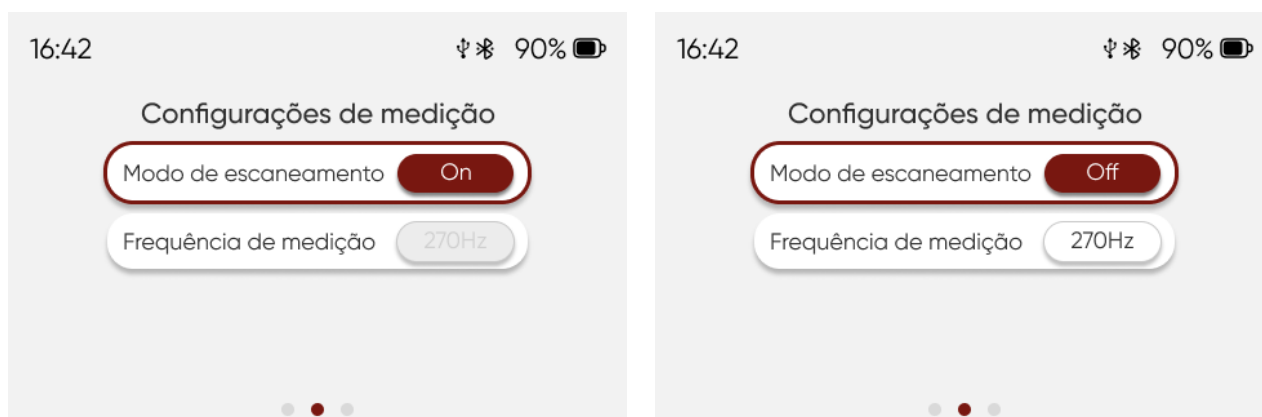 16:42 90%
Configurações de medição
Modo de escaneamento On
Frequência de medição 270Hz
16:42 90%
Configurações de medição
Modo de escaneamento Off
Frequência de medição 270Hz